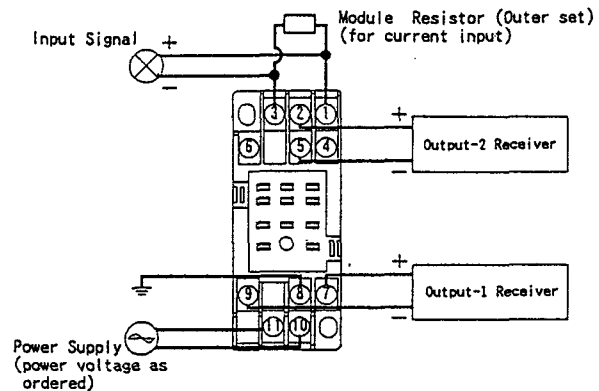 Module Resistor (Outer set)
(for current input)
Input Signal
+
−
3 2 1
6 5 4
+
Output-2 Receiver
−
9 8 7
11 10
+
Output-1 Receiver
−
Power Supply
(power voltage as
ordered)